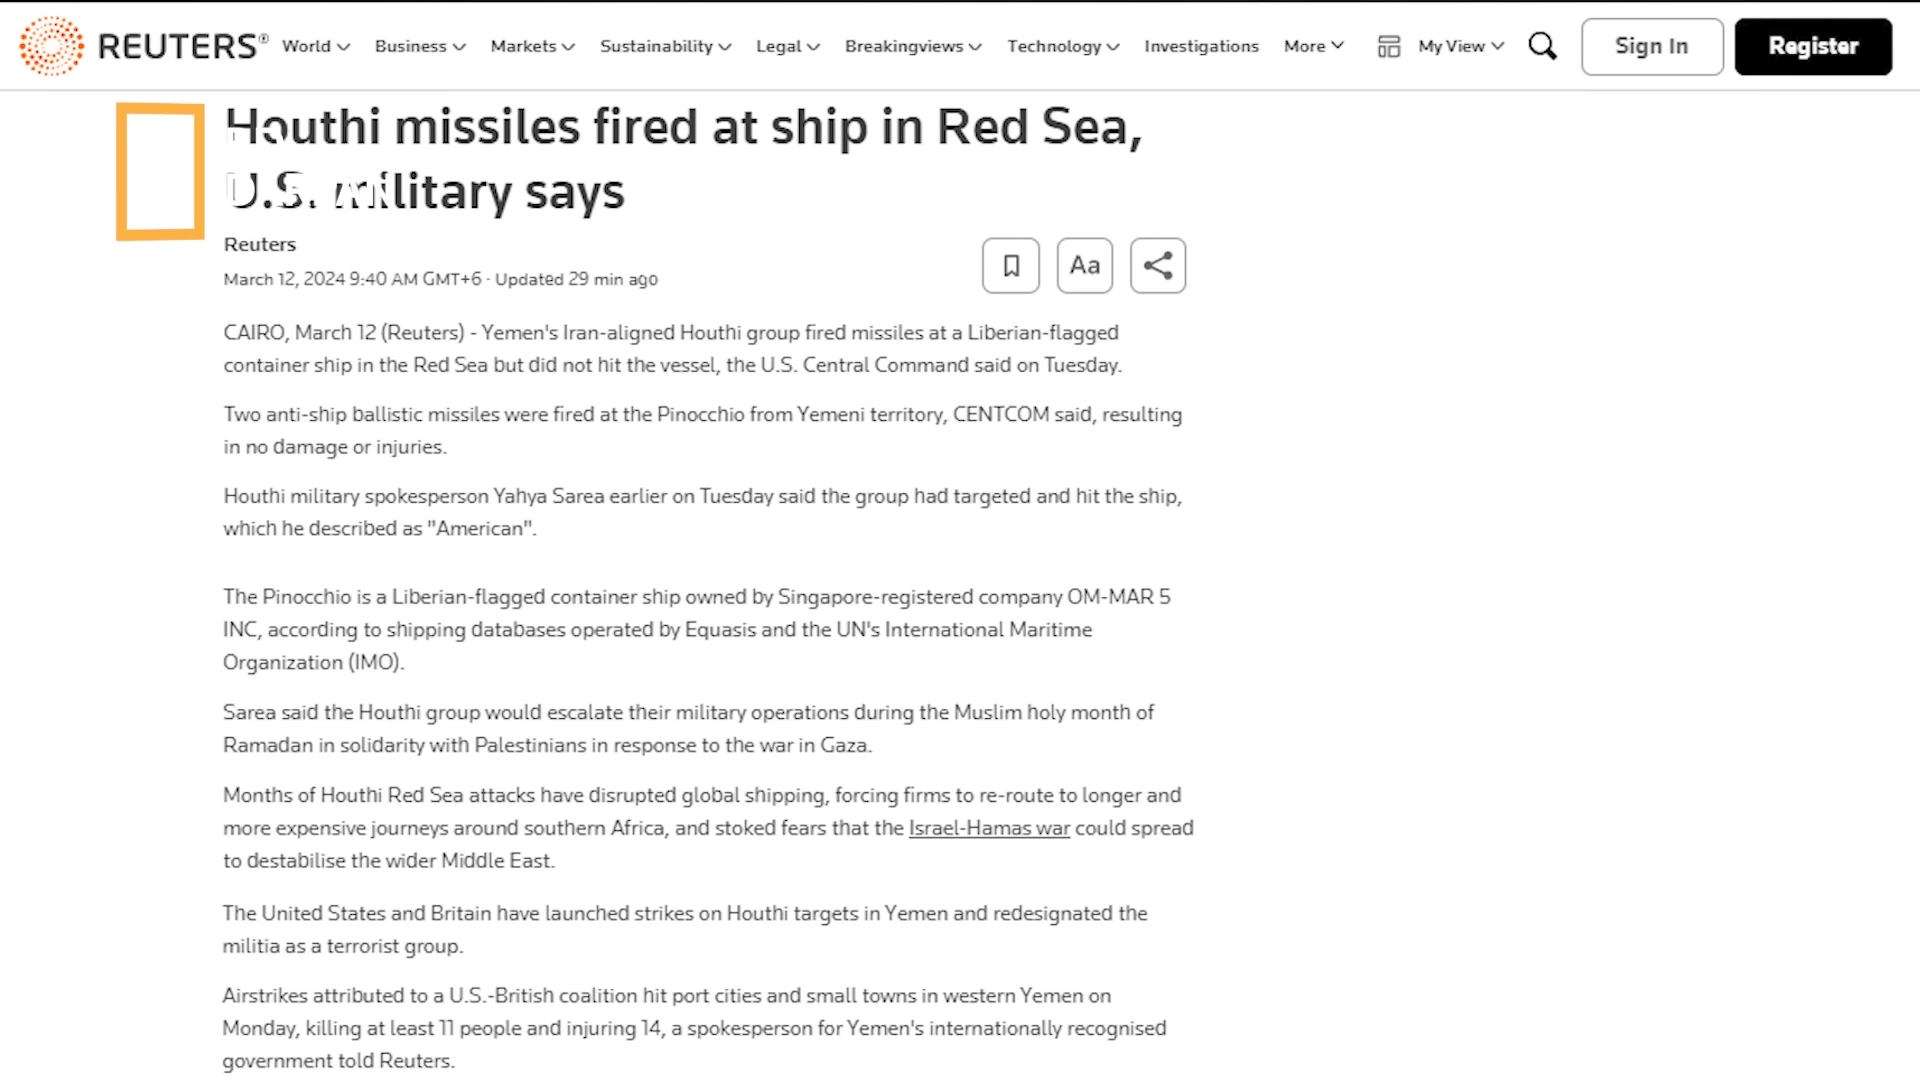 REUTERS® World Business Markets Sustainability Legal Breakingviews Technology Investigations More My View Sign In Register
Houthi missiles fired at ship in Red Sea,
U.S. military says
Reuters
March 12, 2024 9:40 AM GMT+6 · Updated 29 min ago
Aa
CAIRO, March 12 (Reuters) - Yemen's Iran-aligned Houthi group fired missiles at a Liberian-flagged
container ship in the Red Sea but did not hit the vessel, the U.S. Central Command said on Tuesday.
Two anti-ship ballistic missiles were fired at the Pinocchio from Yemeni territory, CENTCOM said, resulting
in no damage or injuries.
Houthi military spokesperson Yahya Sarea earlier on Tuesday said the group had targeted and hit the ship,
which he described as "American".
The Pinocchio is a Liberian-flagged container ship owned by Singapore-registered company OM-MAR 5
INC, according to shipping databases operated by Equasis and the UN's International Maritime
Organization (IMO).
Sarea said the Houthi group would escalate their military operations during the Muslim holy month of
Ramadan in solidarity with Palestinians in response to the war in Gaza.
Months of Houthi Red Sea attacks have disrupted global shipping, forcing firms to re-route to longer and
more expensive journeys around southern Africa, and stoked fears that the Israel-Hamas war could spread
to destabilise the wider Middle East.
The United States and Britain have launched strikes on Houthi targets in Yemen and redesignated the
militia as a terrorist group.
Airstrikes attributed to a U.S.-British coalition hit port cities and small towns in western Yemen on
Monday, killing at least 11 people and injuring 14, a spokesperson for Yemen's internationally recognised
government told Reuters.